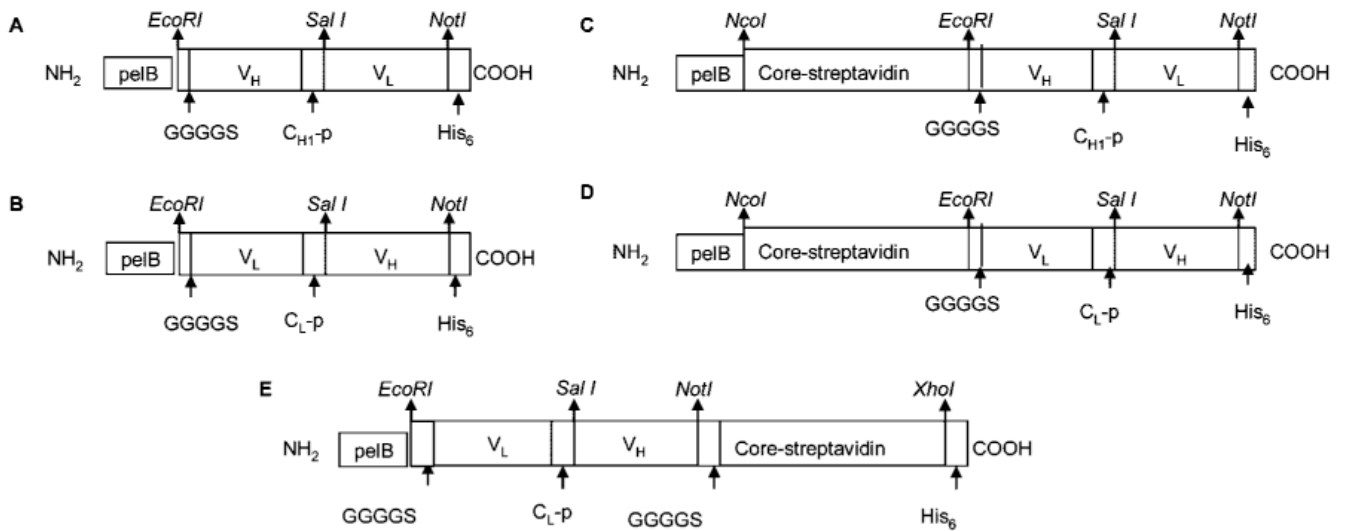 A
EcoRI Sal I NotI
NH2 pelB VH VL COOH
GGGGS CH1-p His6
B
EcoRI Sal I NotI
NH2 pelB VL VH COOH
GGGGS CL-p His6
C
NcoI EcoRI Sal I NotI
NH2 pelB Core-streptavidin VH VL COOH
GGGGS CH1-p His6
D
NcoI EcoRI Sal I NotI
NH2 pelB Core-streptavidin VL VH COOH
GGGGS CL-p His6
E
EcoRI Sal I NotI XhoI
NH2 pelB VL VH Core-streptavidin COOH
GGGGS CL-p GGGGS His6